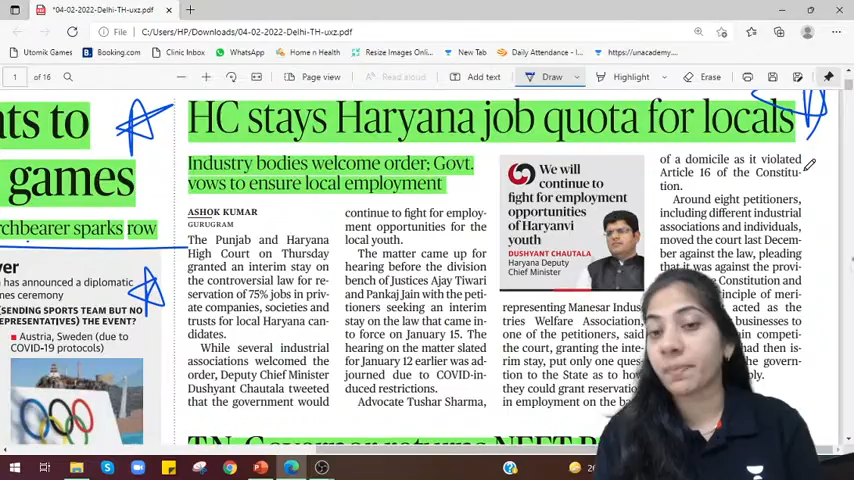 *04-02-2022-Delhi-TH-uxz.pdf
File
C:/Users/HP/Downloads/04-02-2022-Delhi-TH-uxz.pdf
Utomik Games
Booking.com
Clinic Inbox
WhatsApp
Home n Health
Resize Images Onl...
New Tab
Daily Attendance - I...
https://unacademy...
1 of 16
Page view
Read aloud
Add text
Draw
Highlight
Erase
nts to
games
rchbearer sparks row
ver
n has announced a diplomatic
nes ceremony
(SENDING SPORTS TEAM BUT NO
EPRESENTATIVES) THE EVENT?
Austria, Sweden (due to
COVID-19 protocols)
HC stays Haryana job quota for locals
Industry bodies welcome order; Govt.
vows to ensure local employment
ASHOK KUMAR
GURUGRAM
The Punjab and Haryana
High Court on Thursday
granted an interim stay on
the controversial law for re-
servation of 75% jobs in priv-
ate companies, societies and
trusts for local Haryana can-
didates.
While several industrial
associations welcomed the
order, Deputy Chief Minister
Dushyant Chautala tweeted
that the government would
continue to fight for employ-
ment opportunities for the
local youth.
The matter came up for
hearing before the division
bench of Justices Ajay Tiwari
and Pankaj Jain with the peti-
tioners seeking an interim
stay on the law that came in-
to force on January 15. The
hearing on the matter slated
for January 12 earlier was ad-
journed due to COVID-in-
duced restrictions.
Advocate Tushar Sharma,
We will
continue to
fight for employment
opportunities
of Haryanvi
youth
DUSHYANT CHAUTALA
Haryana Deputy
Chief Minister
representing Manesar Indus
tries Welfare Association,
one of the petitioners, said
the court, granting the inte-
rim stay, put only one ques
tion to the State as to how
they could grant reservation
in employment on the ba
of a domicile as it violated
Article 16 of the Constitu-
tion.
Around eight petitioners,
including different industrial
associations and individuals,
moved the court last Decem-
ber against the law, pleading
that it was against the provi-
Constitution and
inciple of meri-
acted as the
businesses to
ain competi-
had then is-
the govern-
ply.
TN Governor returns NEET B